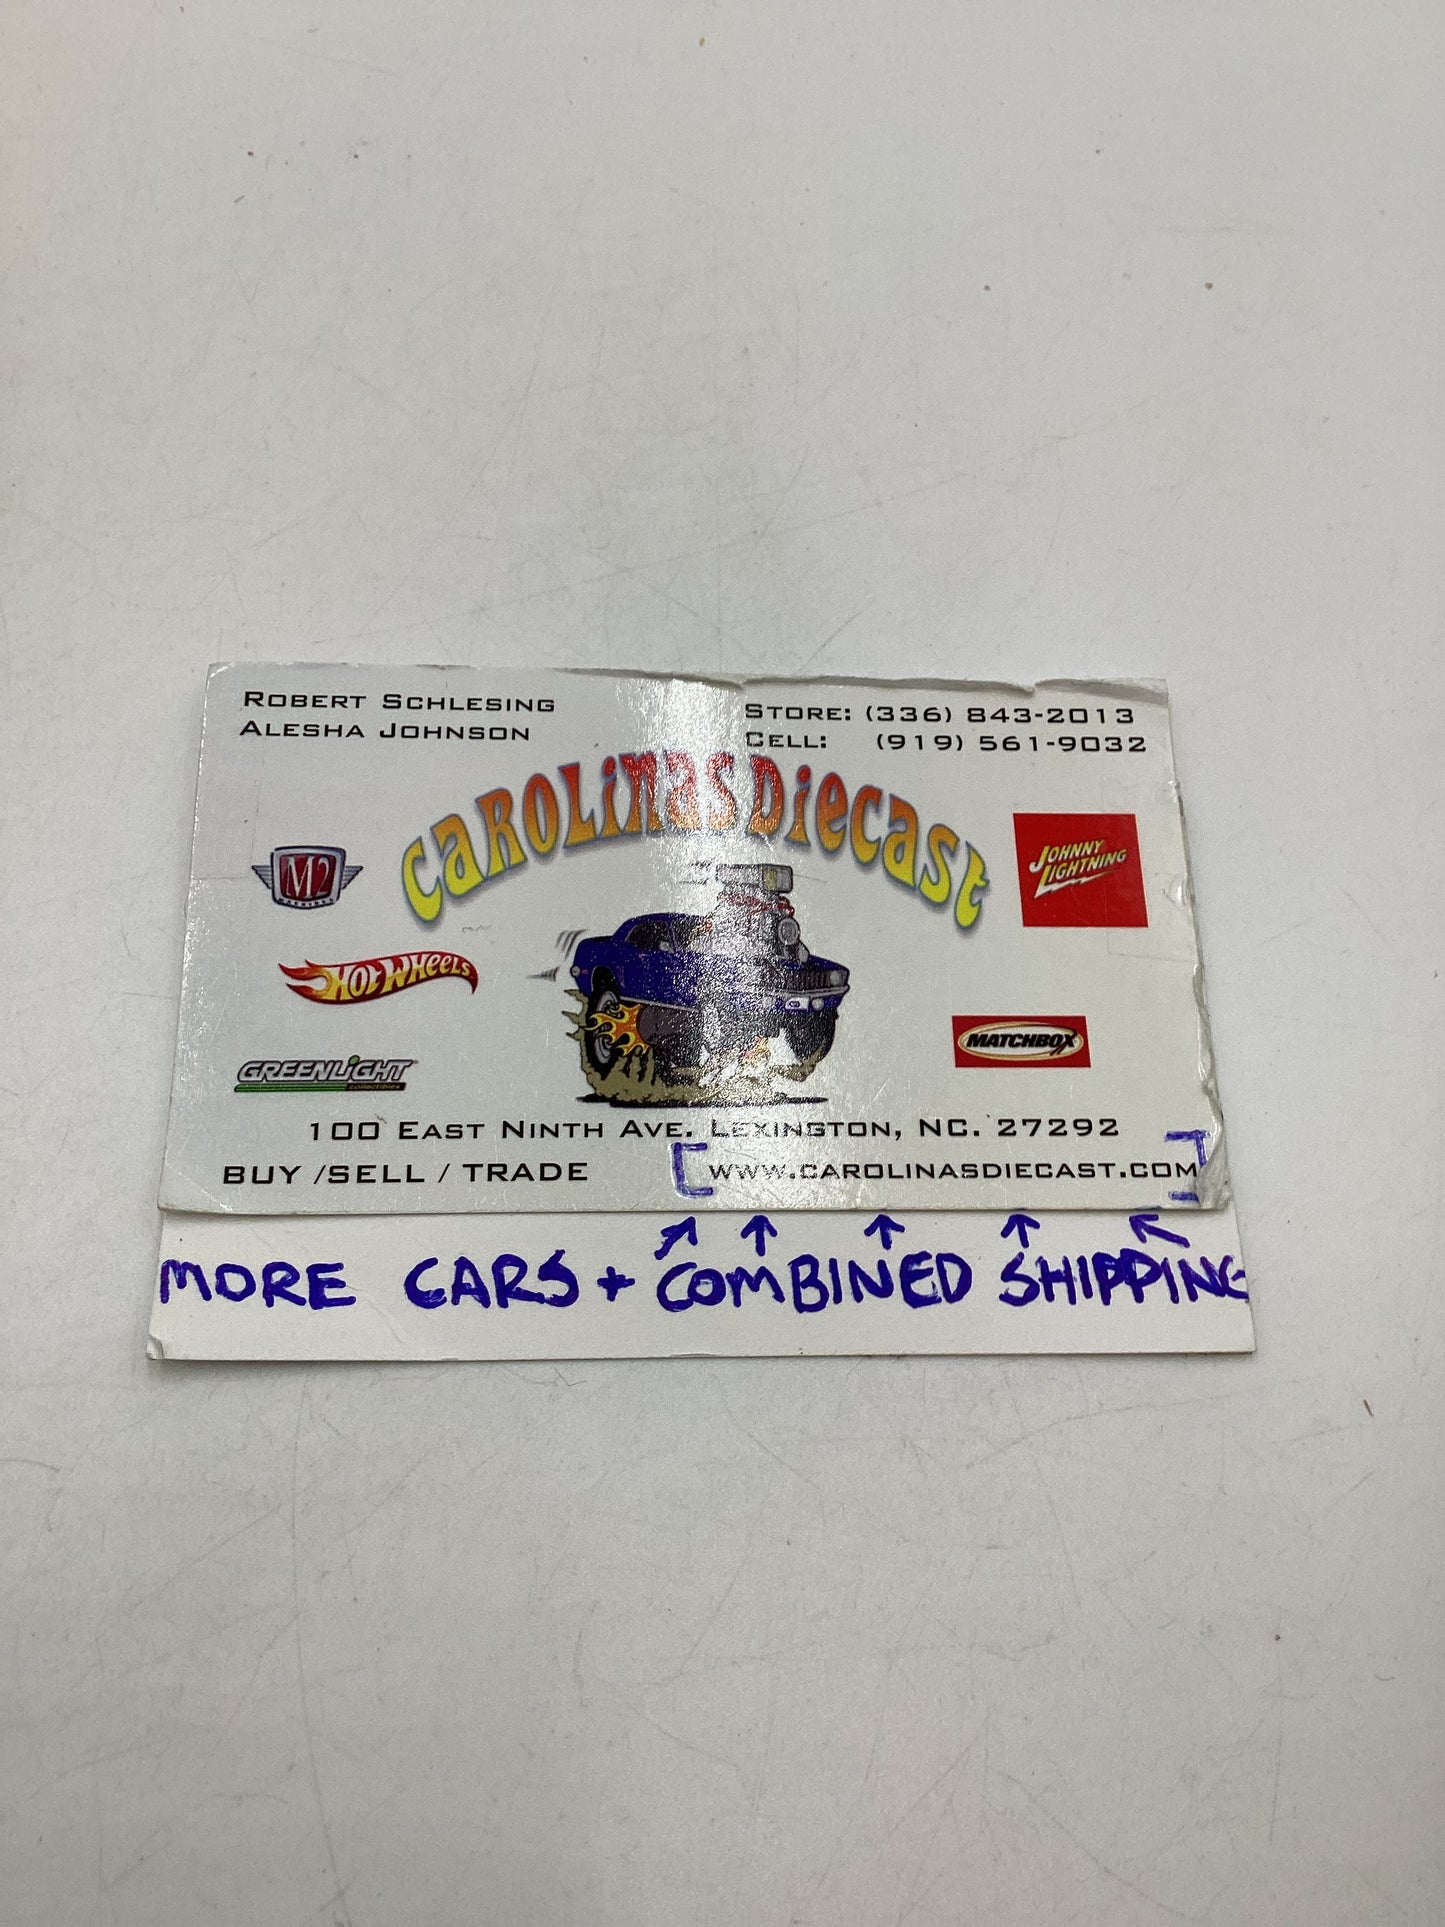 ROBERT SCHLESING
ALESHA JOHNSON
STORE: (336) 843-2013
CELL: (919) 561-9032
CAROLINAS DIECAST
M2
MACHINES
JOHNNY
LIGHTNING
HOT WHEELS
MATCHBOX
GREENLIGHT
collectibles
100 EAST NINTH AVE. LEXINGTON, NC. 27292
BUY /SELL / TRADE
WWW.CAROLINASDIECAST.COM
MORE CARS + COMBINED SHIPPING